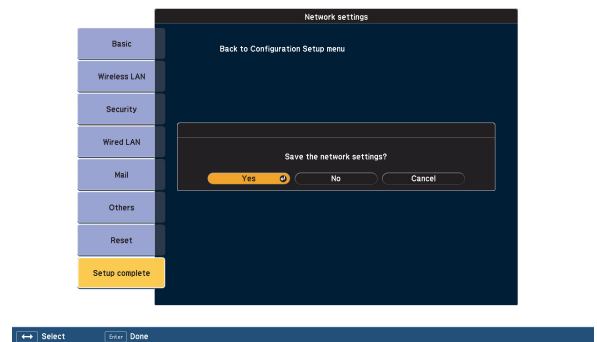 Network settings
Basic
Back to Configuration Setup menu
Wireless LAN
Security
Wired LAN
Save the network settings?
Mail
Yes No Cancel
Others
Reset
Setup complete
Select Enter Done